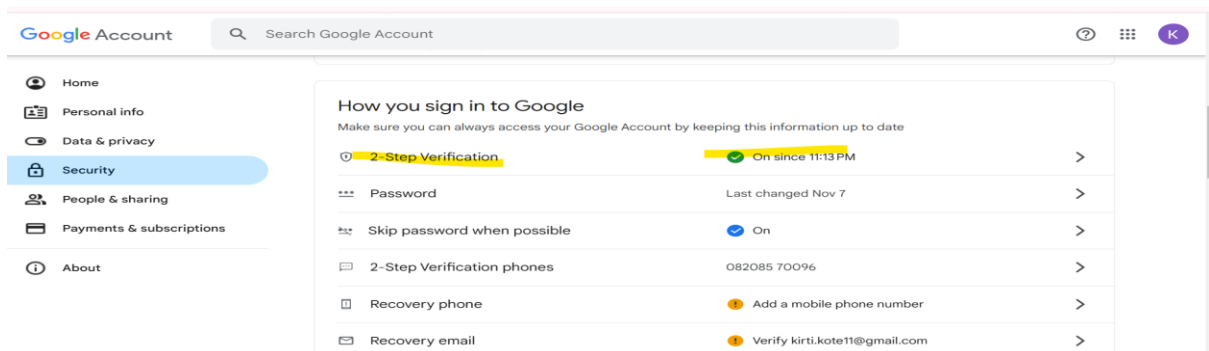 Google Account
Search Google Account
K
Home
Personal info
Data & privacy
Security
People & sharing
Payments & subscriptions
About
How you sign in to Google
Make sure you can always access your Google Account by keeping this information up to date
2-Step Verification On since 11:13 PM
Password Last changed Nov 7
Skip password when possible On
2-Step Verification phones 082085 70096
Recovery phone Add a mobile phone number
Recovery email Verify kirti.kote11@gmail.com